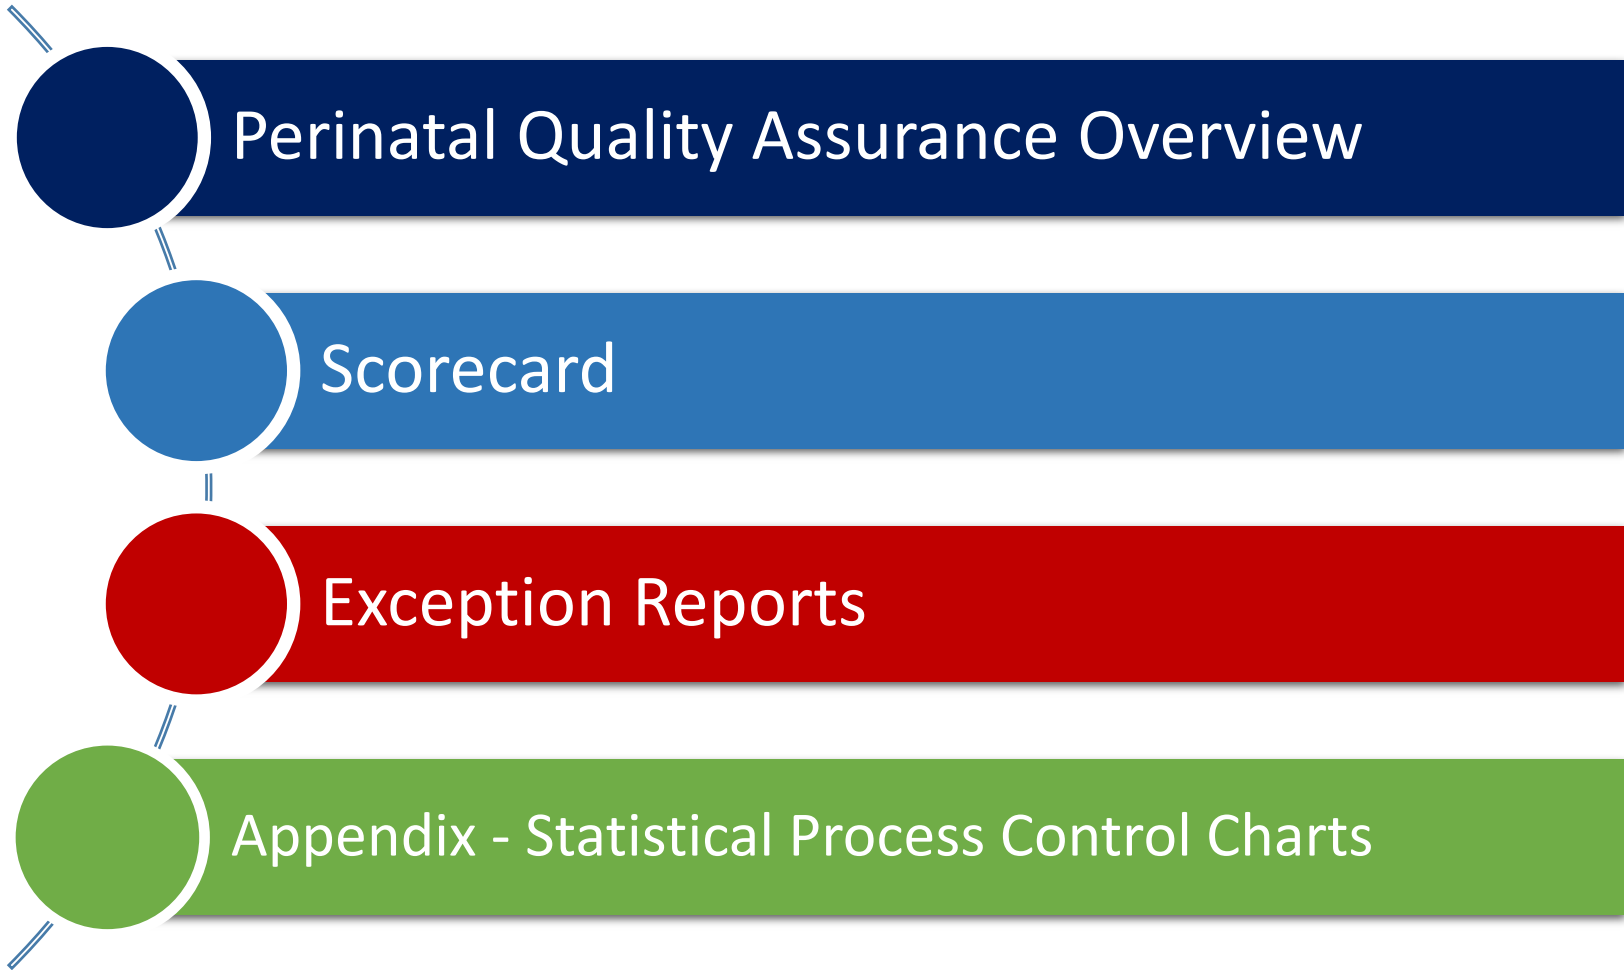 Perinatal Quality Assurance Overview
Scorecard
Exception Reports
Appendix - Statistical Process Control Charts